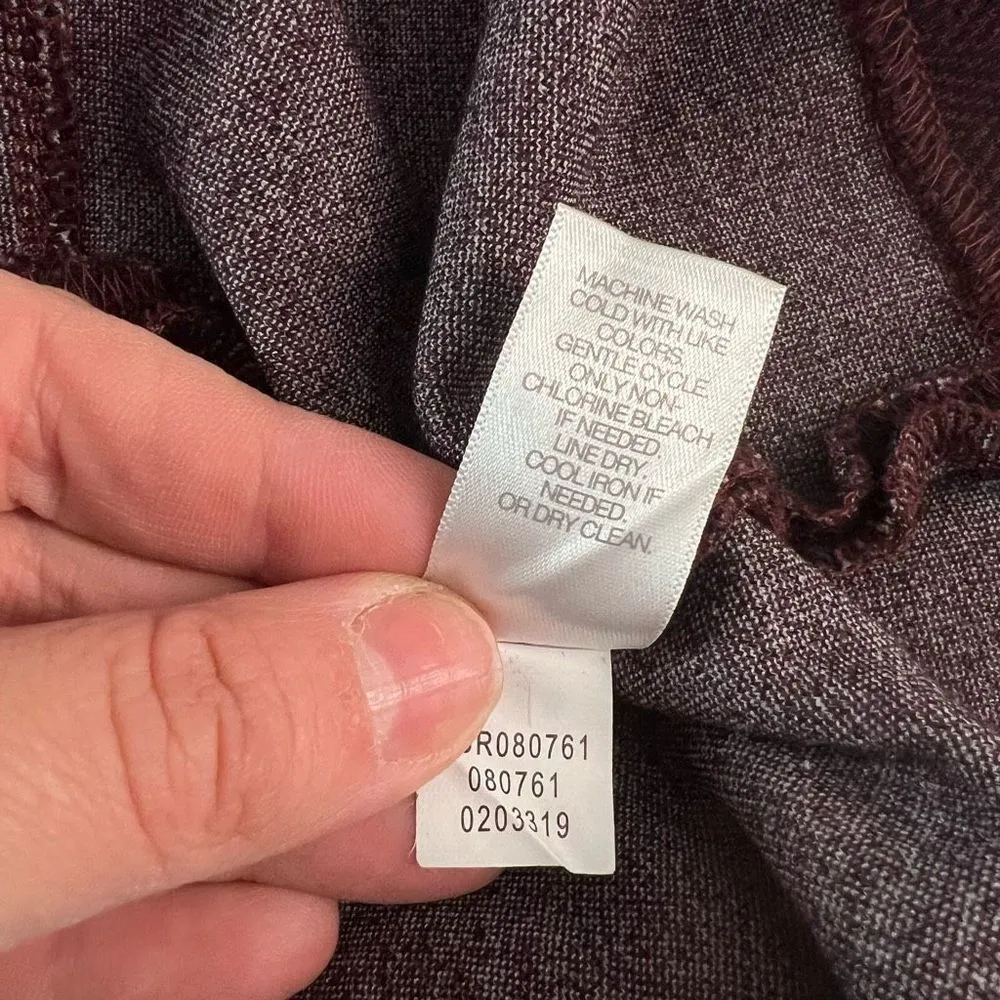 MACHINE WASH
COLD WITH LIKE
COLORS.
GENTLE CYCLE
ONLY NON-
CHLORINE BLEACH
IF NEEDED.
LINE DRY.
COOL IRON IF
NEEDED.
OR DRY CLEAN.
080761
0203319